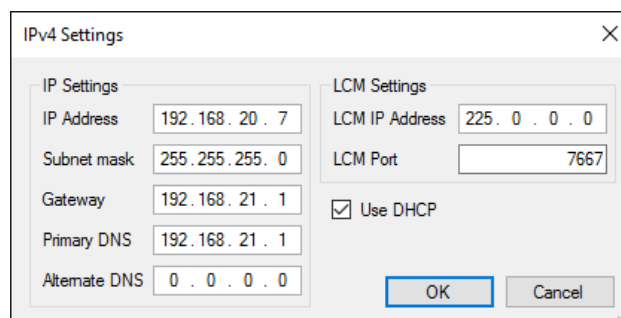 IPv4 Settings
IP Settings
IP Address 192.168.20.7
Subnet mask 255.255.255.0
Gateway 192.168.21.1
Primary DNS 192.168.21.1
Alternate DNS 0.0.0.0
LCM Settings
LCM IP Address 225.0.0.0
LCM Port 7667
Use DHCP
OK Cancel